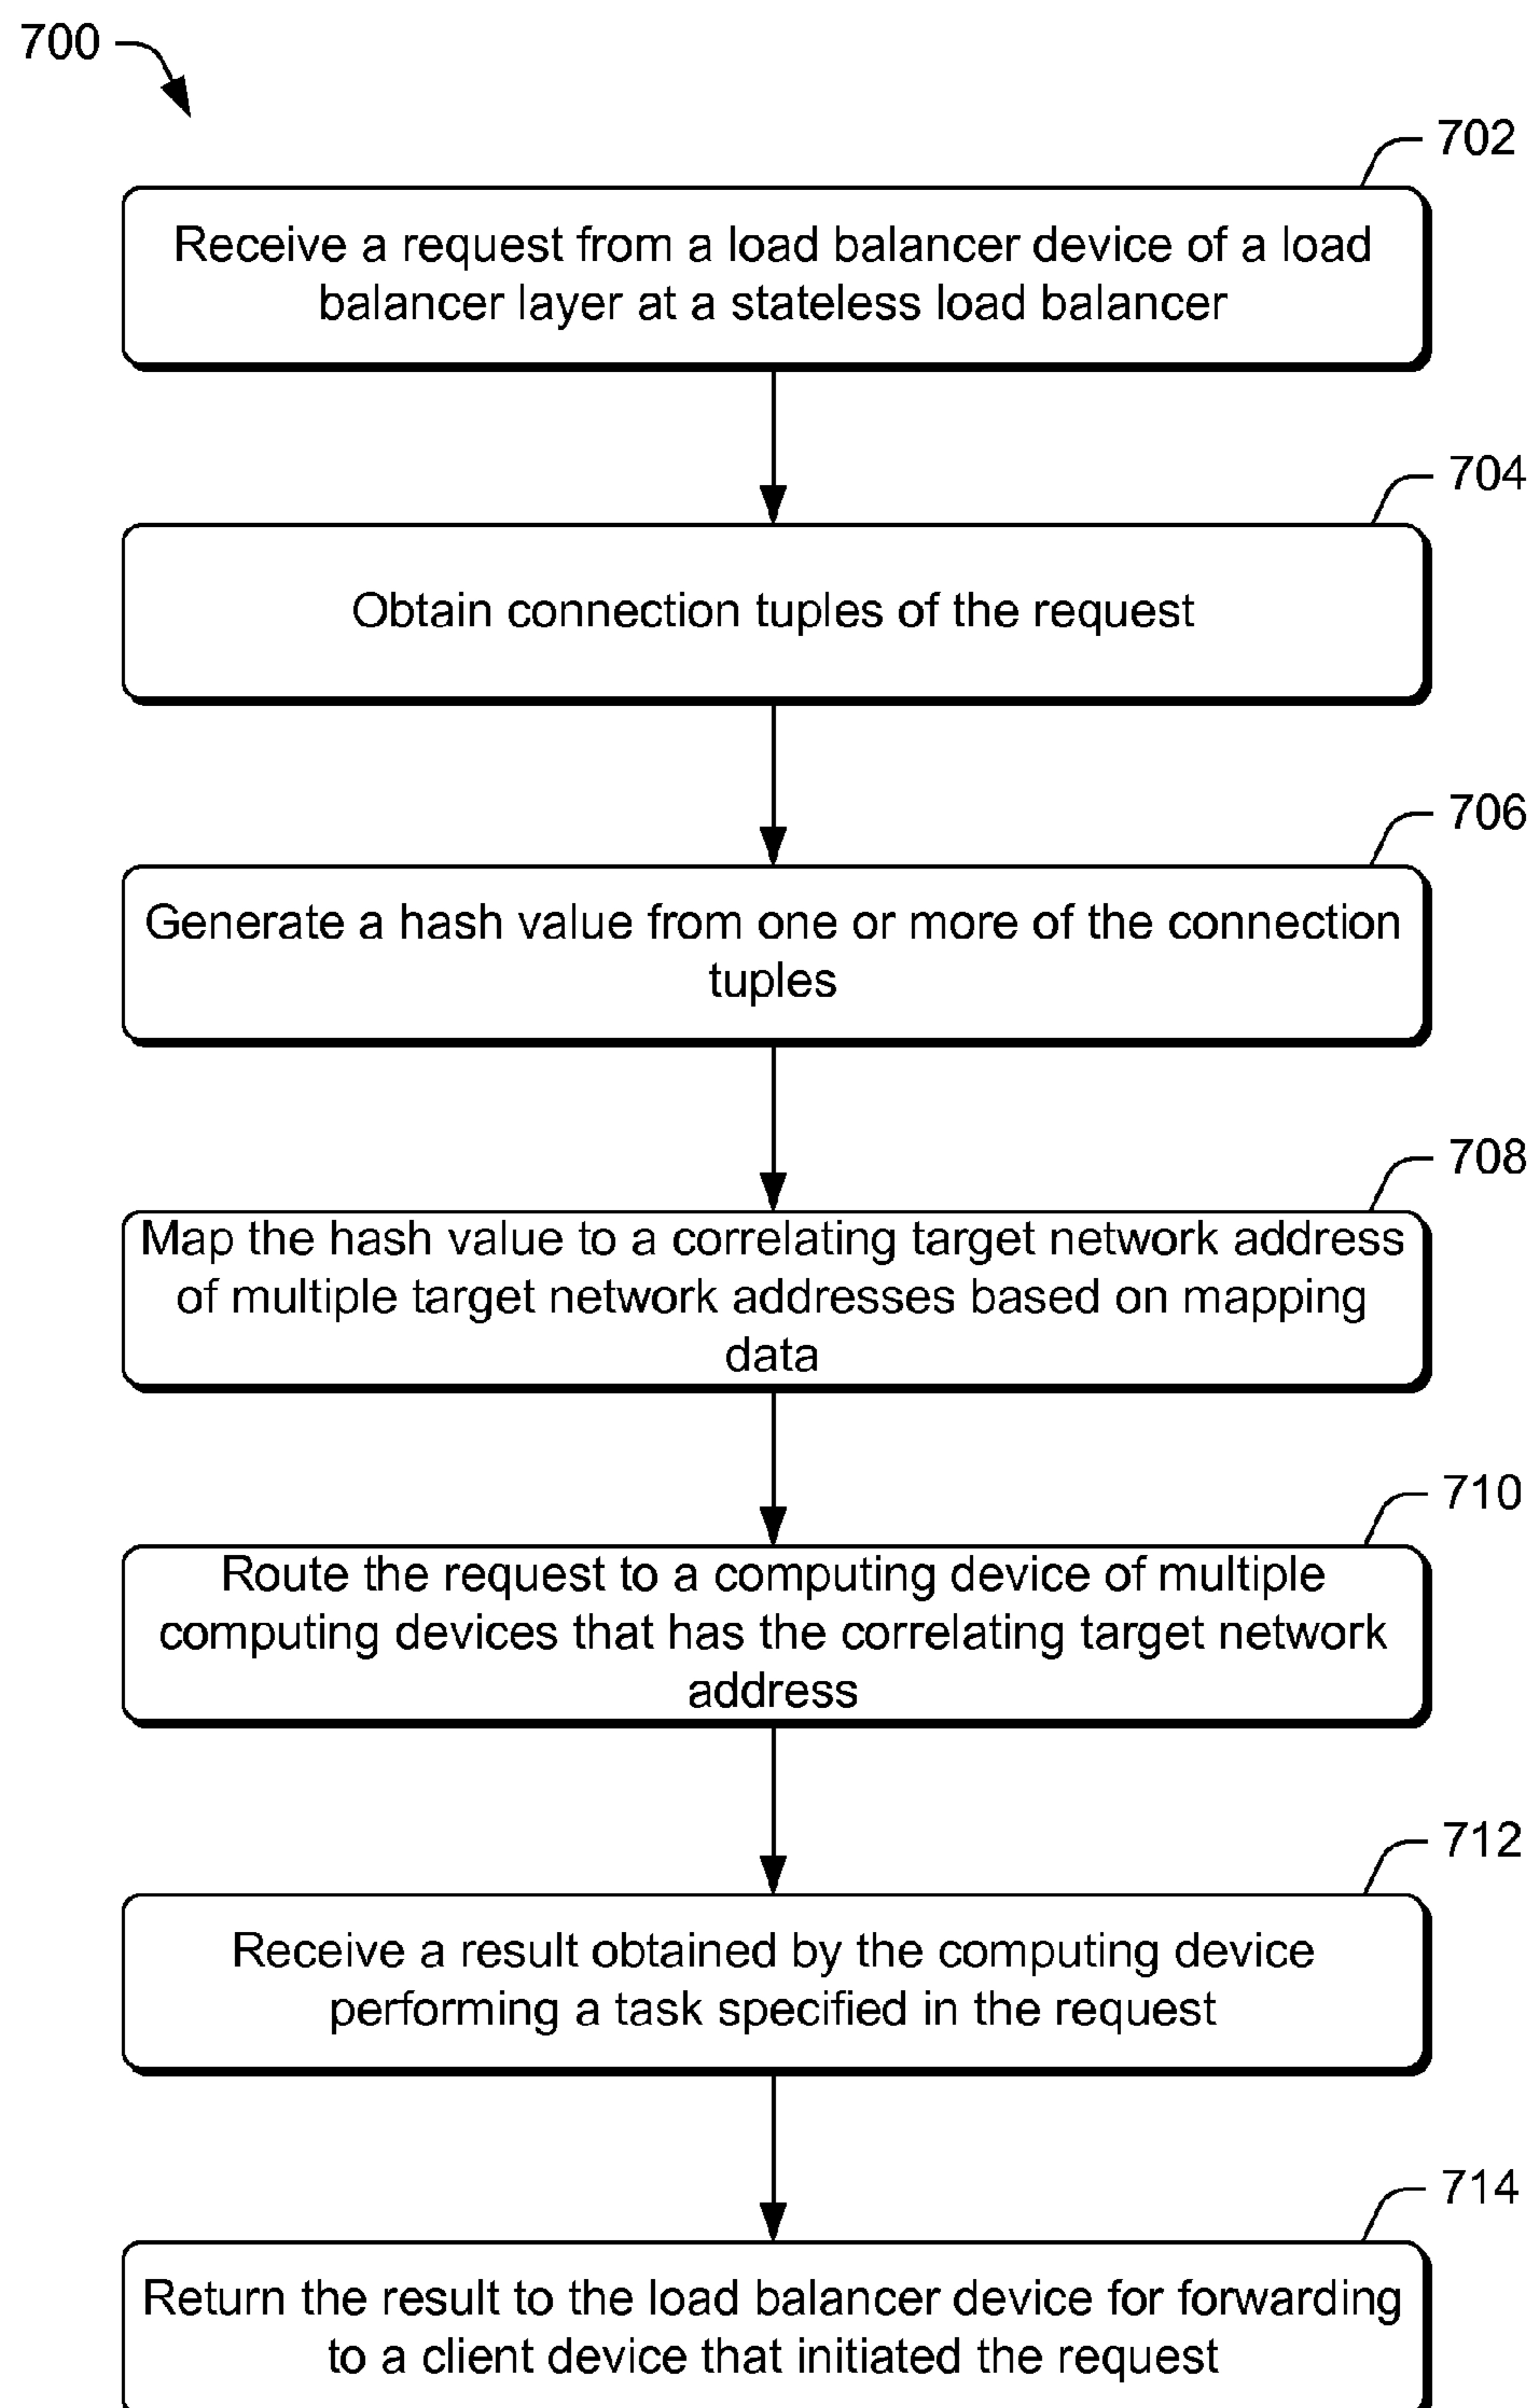 700
702
Receive a request from a load balancer device of a load
balancer layer at a stateless load balancer
704
Obtain connection tuples of the request
706
Generate a hash value from one or more of the connection
tuples
708
Map the hash value to a correlating target network address
of multiple target network addresses based on mapping
data
710
Route the request to a computing device of multiple
computing devices that has the correlating target network
address
712
Receive a result obtained by the computing device
performing a task specified in the request
714
Return the result to the load balancer device for forwarding
to a client device that initiated the request